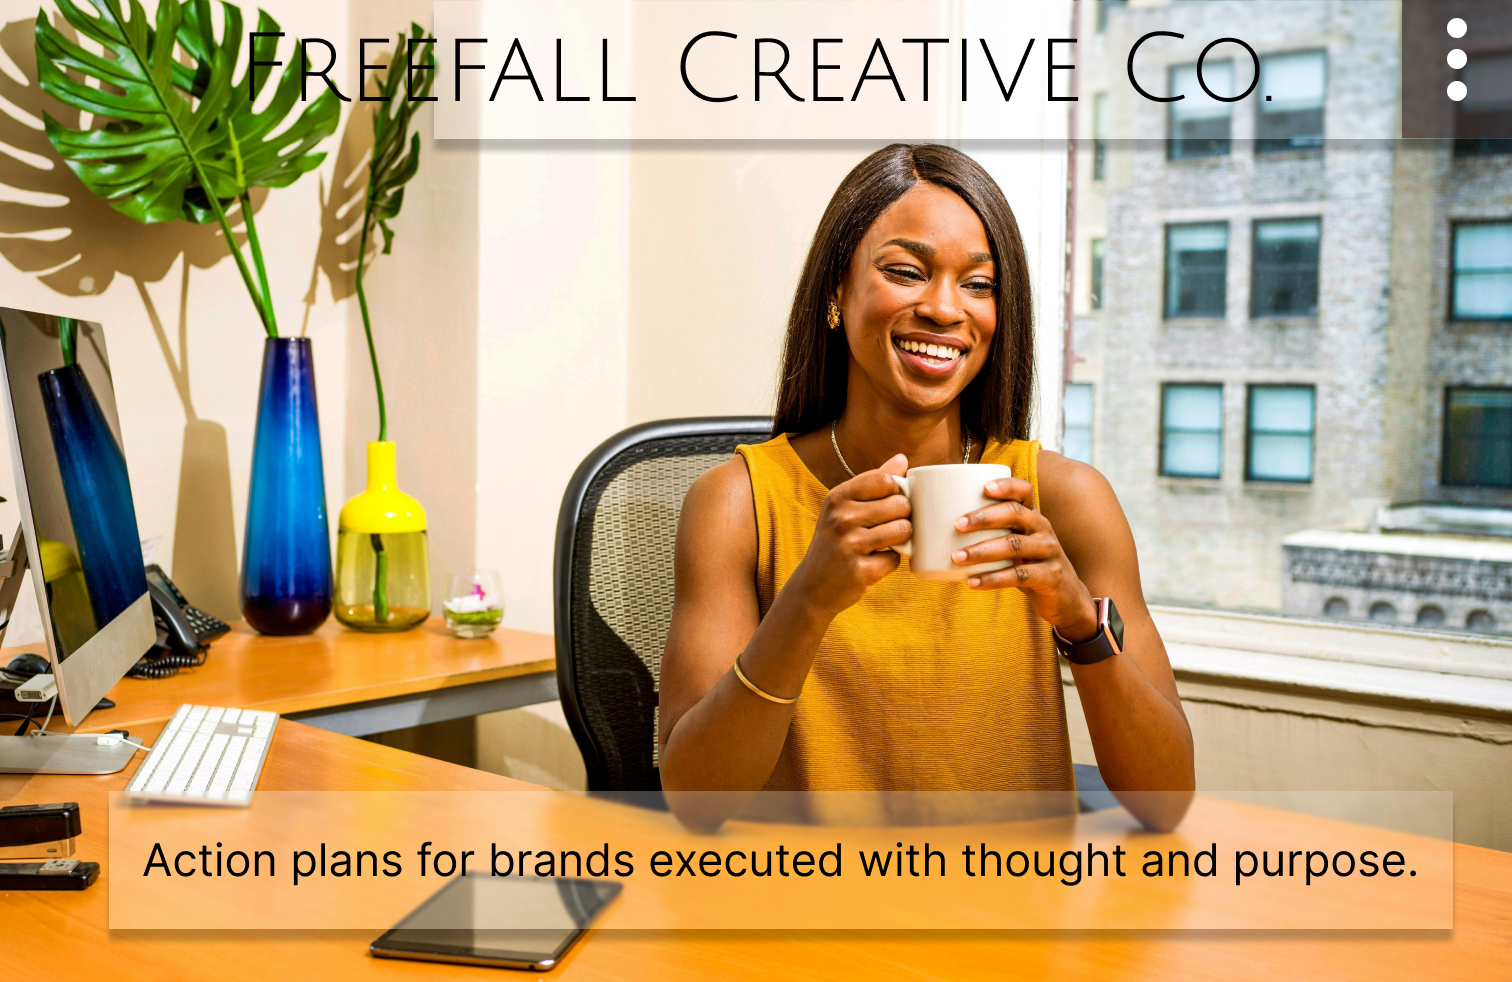 Freefall Creative Co.
Action plans for brands executed with thought and purpose.